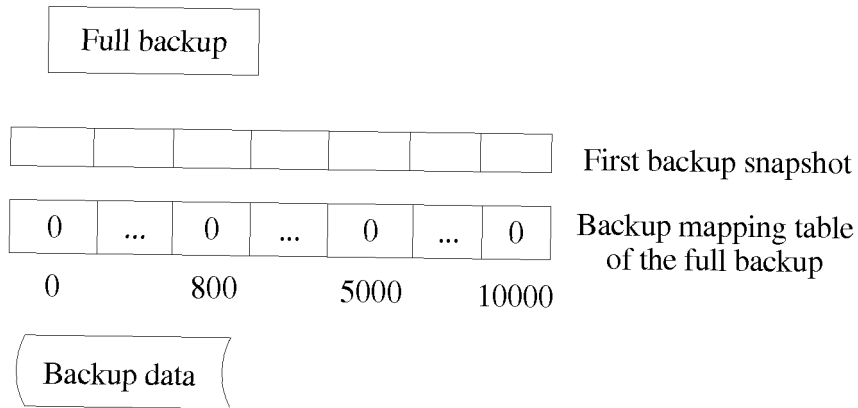 Full backup
First backup snapshot
0 ... 0 ... 0 ... 0
Backup mapping table
of the full backup
0 800 5000 10000
Backup data